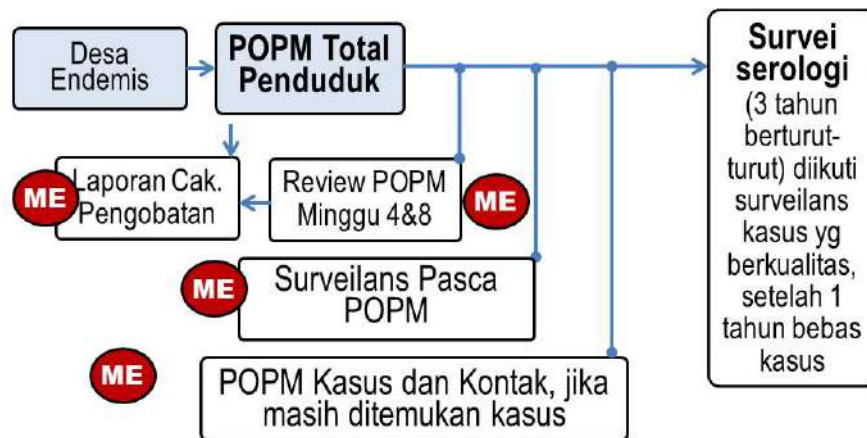 Desa
Endemis
POPM Total
Penduduk
Survei
serologi
(3 tahun
berturut-
turut) diikuti
surveilans
kasus yg
berkualitas,
setelah 1
tahun bebas
kasus
ME
Laporan Cak.
Pengobatan
Review POPM
Minggu 4&8
ME
ME
Surveilans Pasca
POPM
ME
POPM Kasus dan Kontak, jika
masih ditemukan kasus